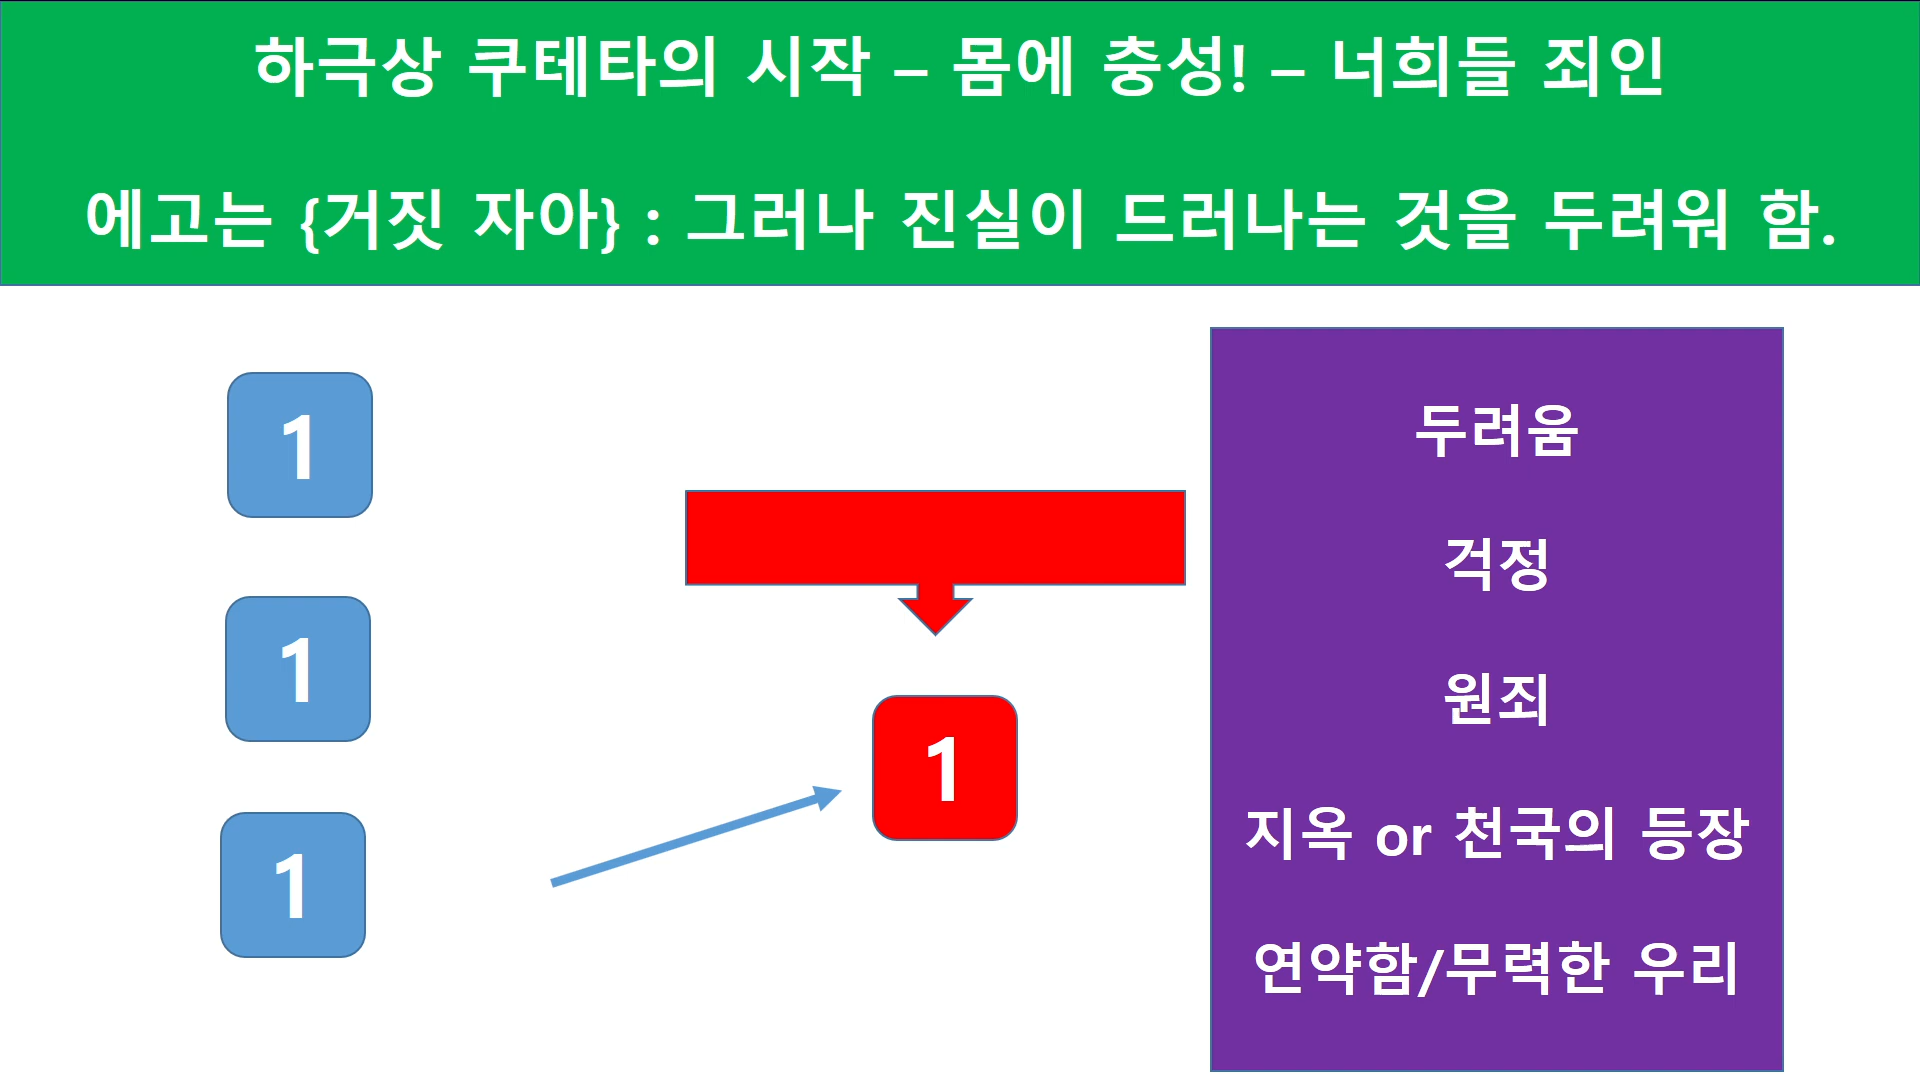 하극상 쿠테타의 시작 – 몸에 충성! – 너희들 죄인
에고는 {거짓 자아} : 그러나 진실이 드러나는 것을 두려워 함.
1
1
1
1
두려움
걱정
원죄
지옥 or 천국의 등장
연약함/무력한 우리